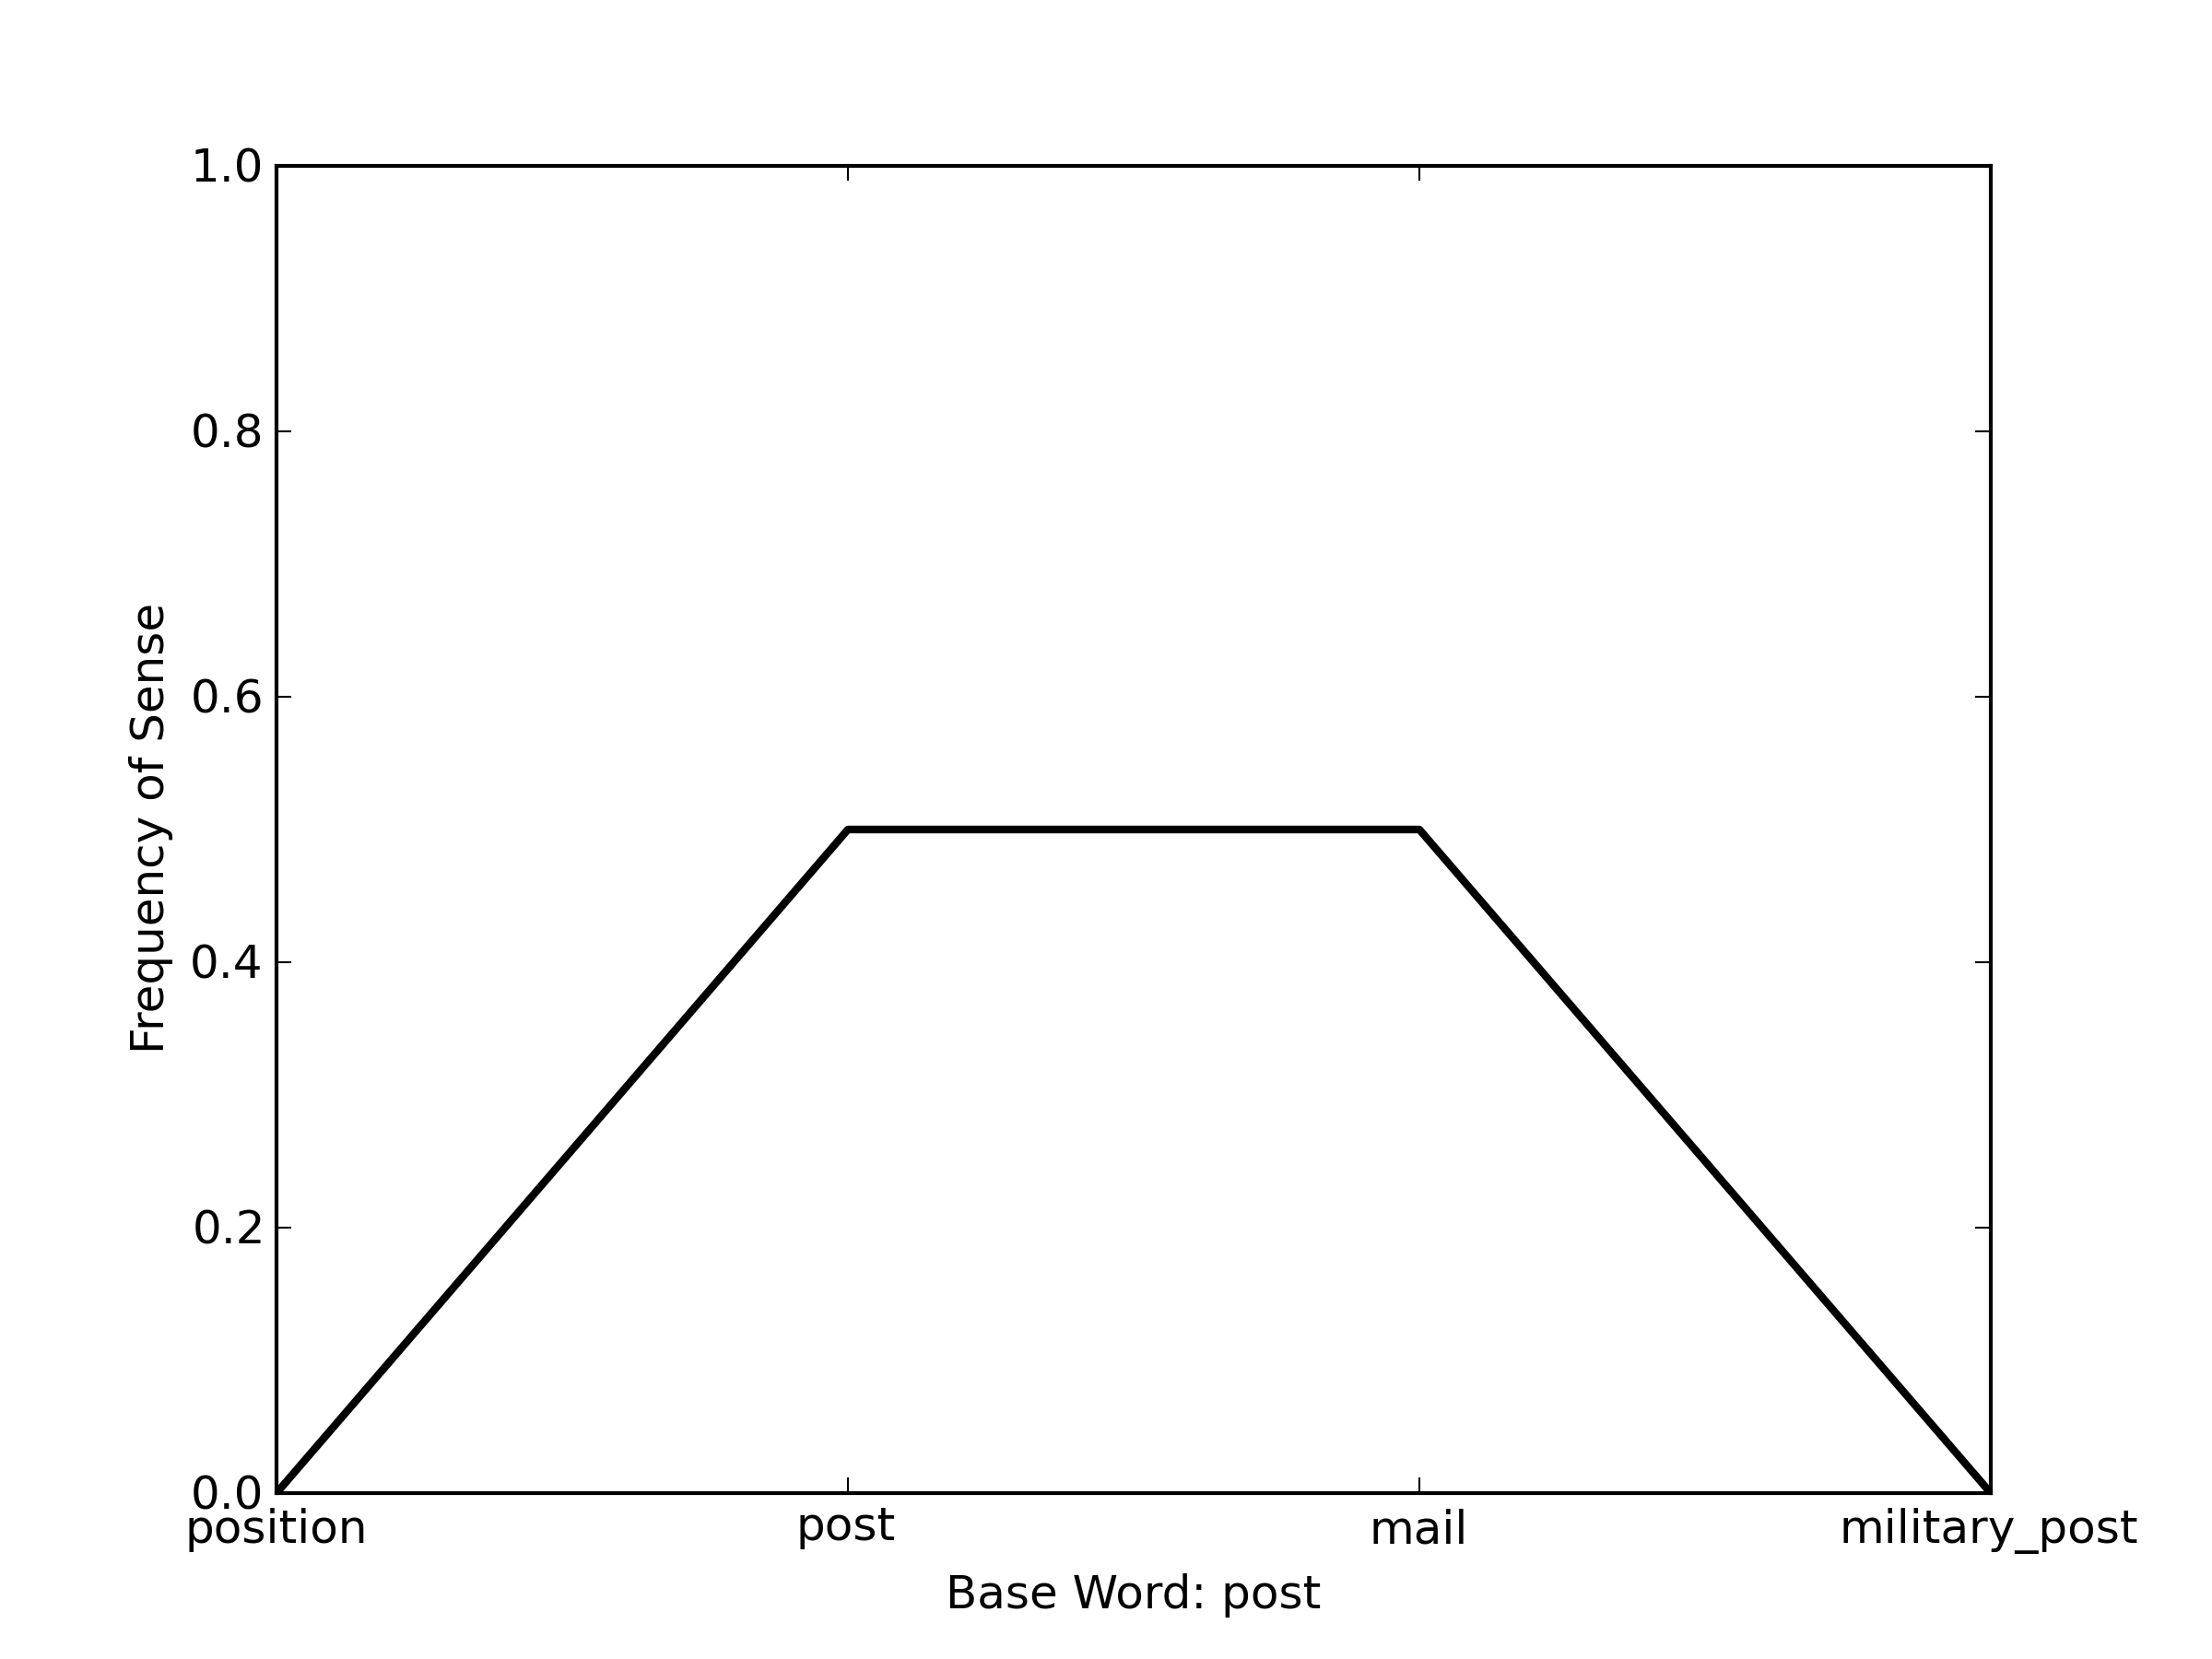 1.0
0.8
0.6
0.4
0.2
0.0
Frequency of Sense
position
post
mail
military_post
Base Word: post